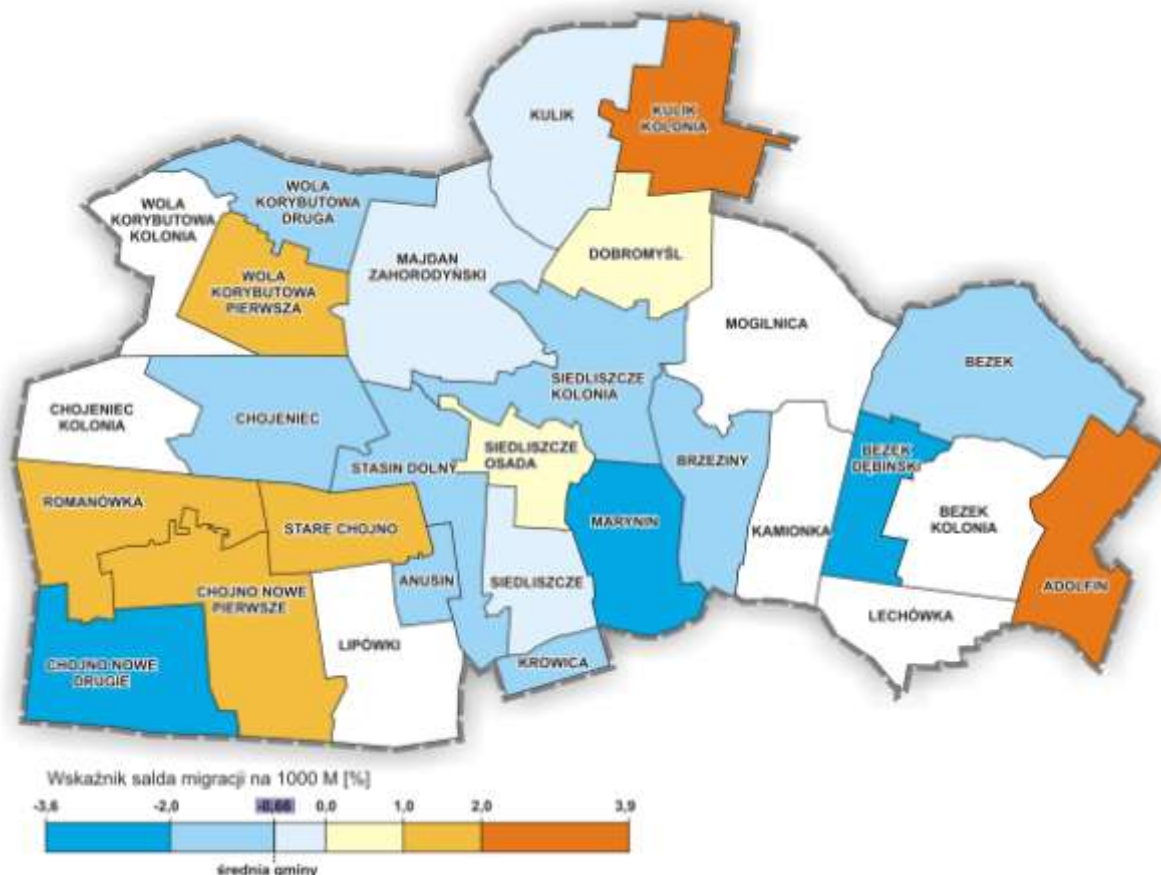 KULIK
KULIK
KOLONIA
WOLA
KORYBUTOWA
DRUGA
WOLA
KORYBUTOWA
KOLONIA
MAJDAN
ZAHORODYŃSKI
DOBROMYŚL
WOLA
KORYBUTOWA
PIERWSZA
MOGILNICA
BEZEK
SIEDLISZCZE
KOLONIA
CHOJENIEC
KOLONIA
CHOJENIEC
STASIN DOLNY
SIEDLISZCZE
OSADA
BRZEZINY
BEZEK
DĘBIŃSKI
ROMANÓWKA
STARE CHOJNO
MARYNIN
KAMIONKA
BEZEK
KOLONIA
ANUSIN
SIEDLISZCZE
ADOLFIN
CHOJNO NOWE
PIERWSZE
LECHÓWKA
LIPÓWKI
KROWICA
CHOJNO NOWE
DRUGIE
Wskaźnik salda migracji na 1000 M [%]
-3,6 -2,0 -0,66 0,0 1,0 2,0 3,9
średnia gminy